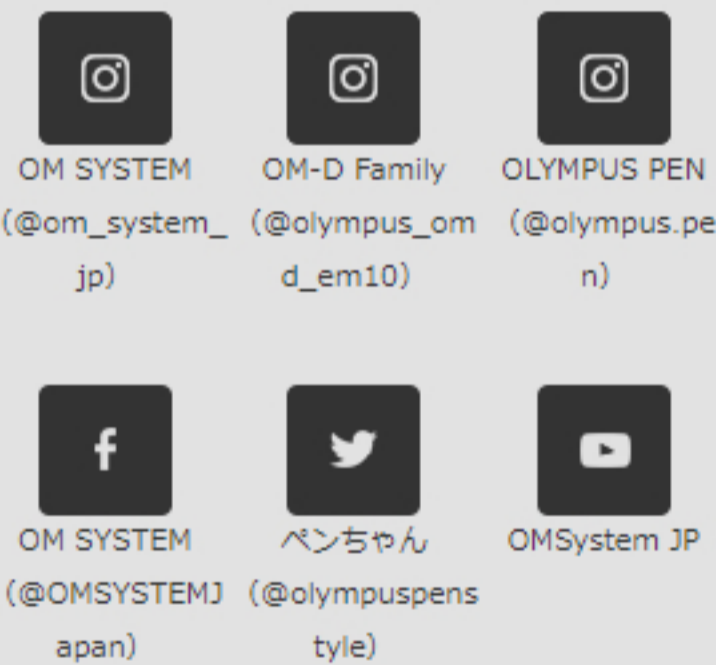 OM SYSTEM
（@om_system_
jp）
OM-D Family
（@olympus_om
d_em10）
OLYMPUS PEN
（@olympus.pe
n）
OM SYSTEM
（@OMSYSTEMJ
apan）
ペンちゃん
（@olympuspens
tyle）
OMSystem JP